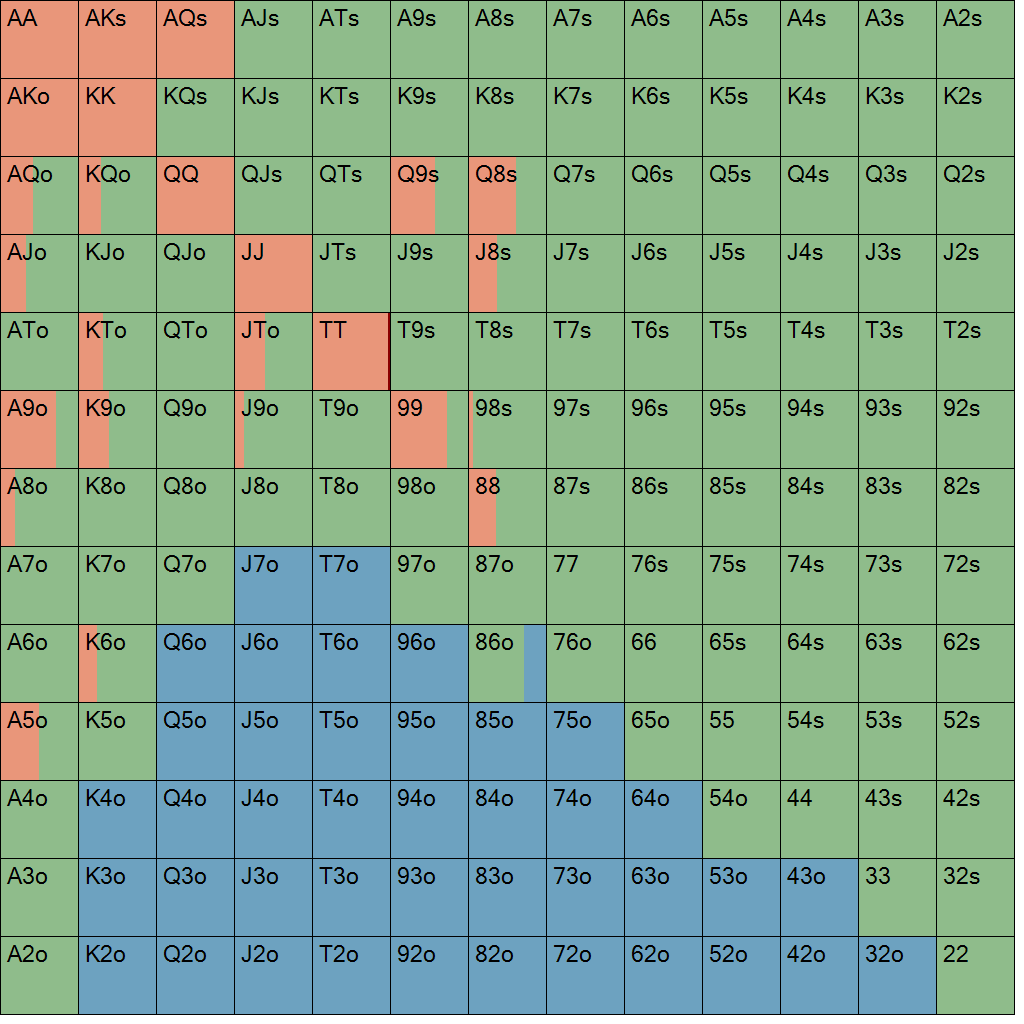 AA AKs AQs AJs ATs A9s A8s A7s A6s A5s A4s A3s A2s
AKo KK KQs KJs KTs K9s K8s K7s K6s K5s K4s K3s K2s
AQo KQo QQ QJs QTs Q9s Q8s Q7s Q6s Q5s Q4s Q3s Q2s
AJo KJo QJo JJ JTs J9s J8s J7s J6s J5s J4s J3s J2s
ATo KTo QTo JTo TT T9s T8s T7s T6s T5s T4s T3s T2s
A9o K9o Q9o J9o T9o 99 98s 97s 96s 95s 94s 93s 92s
A8o K8o Q8o J8o T8o 98o 88 87s 86s 85s 84s 83s 82s
A7o K7o Q7o J7o T7o 97o 87o 77 76s 75s 74s 73s 72s
A6o K6o Q6o J6o T6o 96o 86o 76o 66 65s 64s 63s 62s
A5o K5o Q5o J5o T5o 95o 85o 75o 65o 55 54s 53s 52s
A4o K4o Q4o J4o T4o 94o 84o 74o 64o 54o 44 43s 42s
A3o K3o Q3o J3o T3o 93o 83o 73o 63o 53o 43o 33 32s
A2o K2o Q2o J2o T2o 92o 82o 72o 62o 52o 42o 32o 22